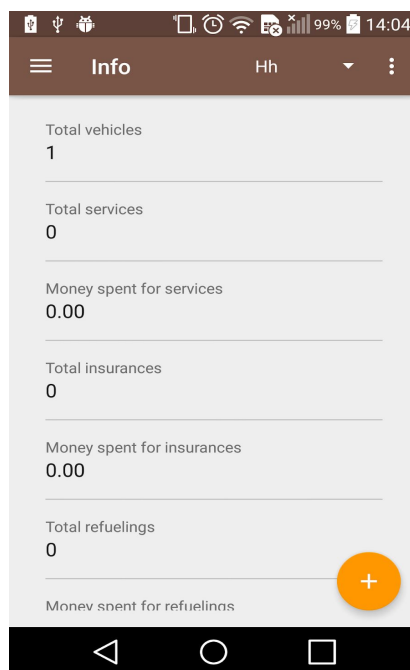 99% 14:04
Info Hh
Total vehicles
1
Total services
0
Money spent for services
0.00
Total insurances
0
Money spent for insurances
0.00
Total refuelings
0
Money spent for refuelings